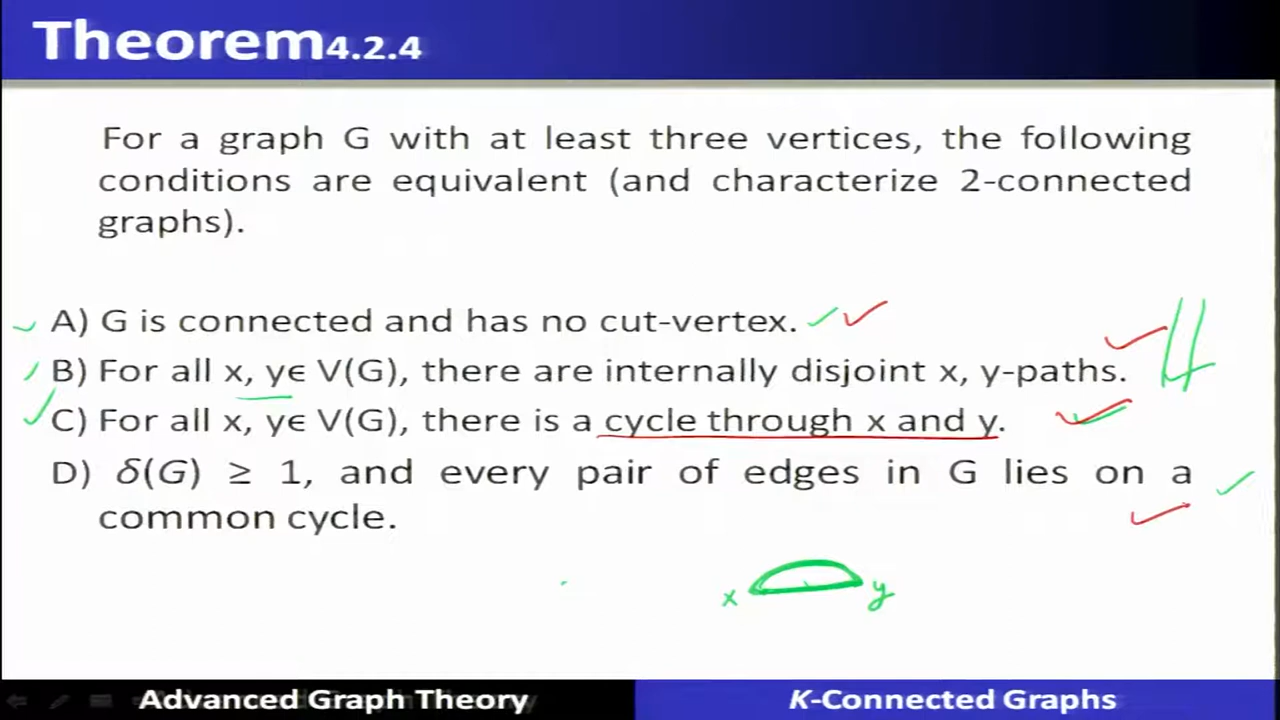 Theorem4.2.4
For a graph G with at least three vertices, the following
conditions are equivalent (and characterize 2-connected
graphs).
A) G is connected and has no cut-vertex.
B) For all x, yϵ V(G), there are internally disjoint x, y-paths.
C) For all x, yϵ V(G), there is a cycle through x and y.
D) δ(G) ≥ 1, and every pair of edges in G lies on a
common cycle.
x y
Advanced Graph Theory
K-Connected Graphs